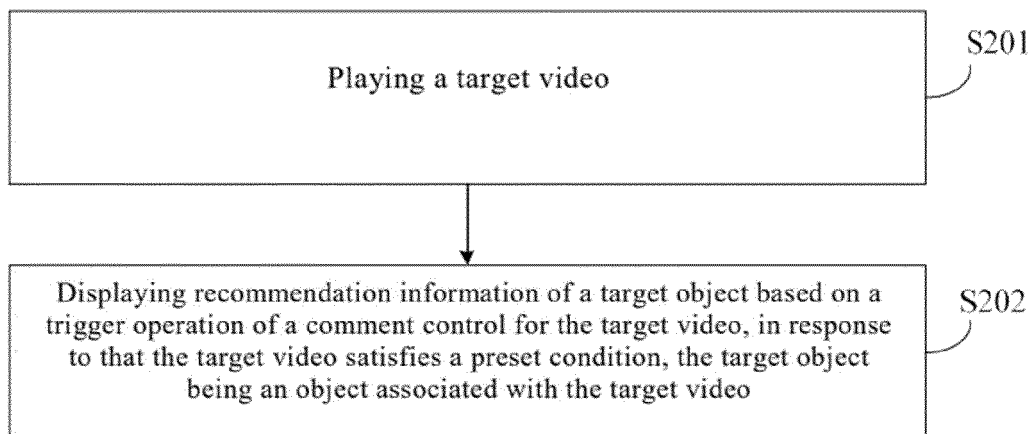 Playing a target video
S201
Displaying recommendation information of a target object based on a
trigger operation of a comment control for the target video, in response
to that the target video satisfies a preset condition, the target object
being an object associated with the target video
S202